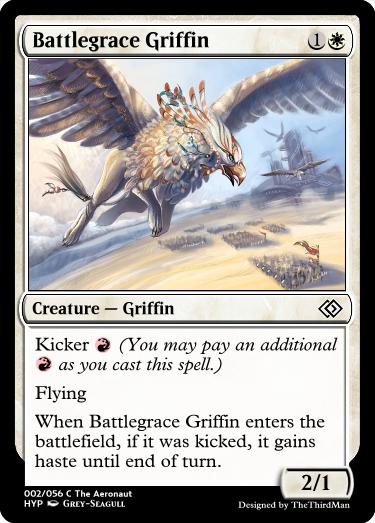 Battlegrace Griffin 1
Creature — Griffin
Kicker (You may pay an additional
as you cast this spell.)
Flying
When Battlegrace Griffin enters the
battlefield, if it was kicked, it gains
haste until end of turn.
2/1
002/056 C The Aeronaut
HYP Grey-Seagull
Designed by TheThirdMan